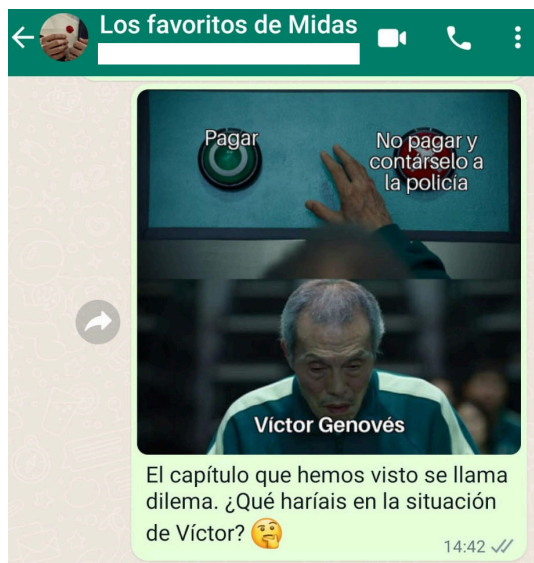 Los favoritos de Midas
Pagar
No pagar y
contárselo a
la policía
Víctor Genovés
El capítulo que hemos visto se llama
dilema. ¿Qué haríais en la situación
de Víctor? 🤔
14:42